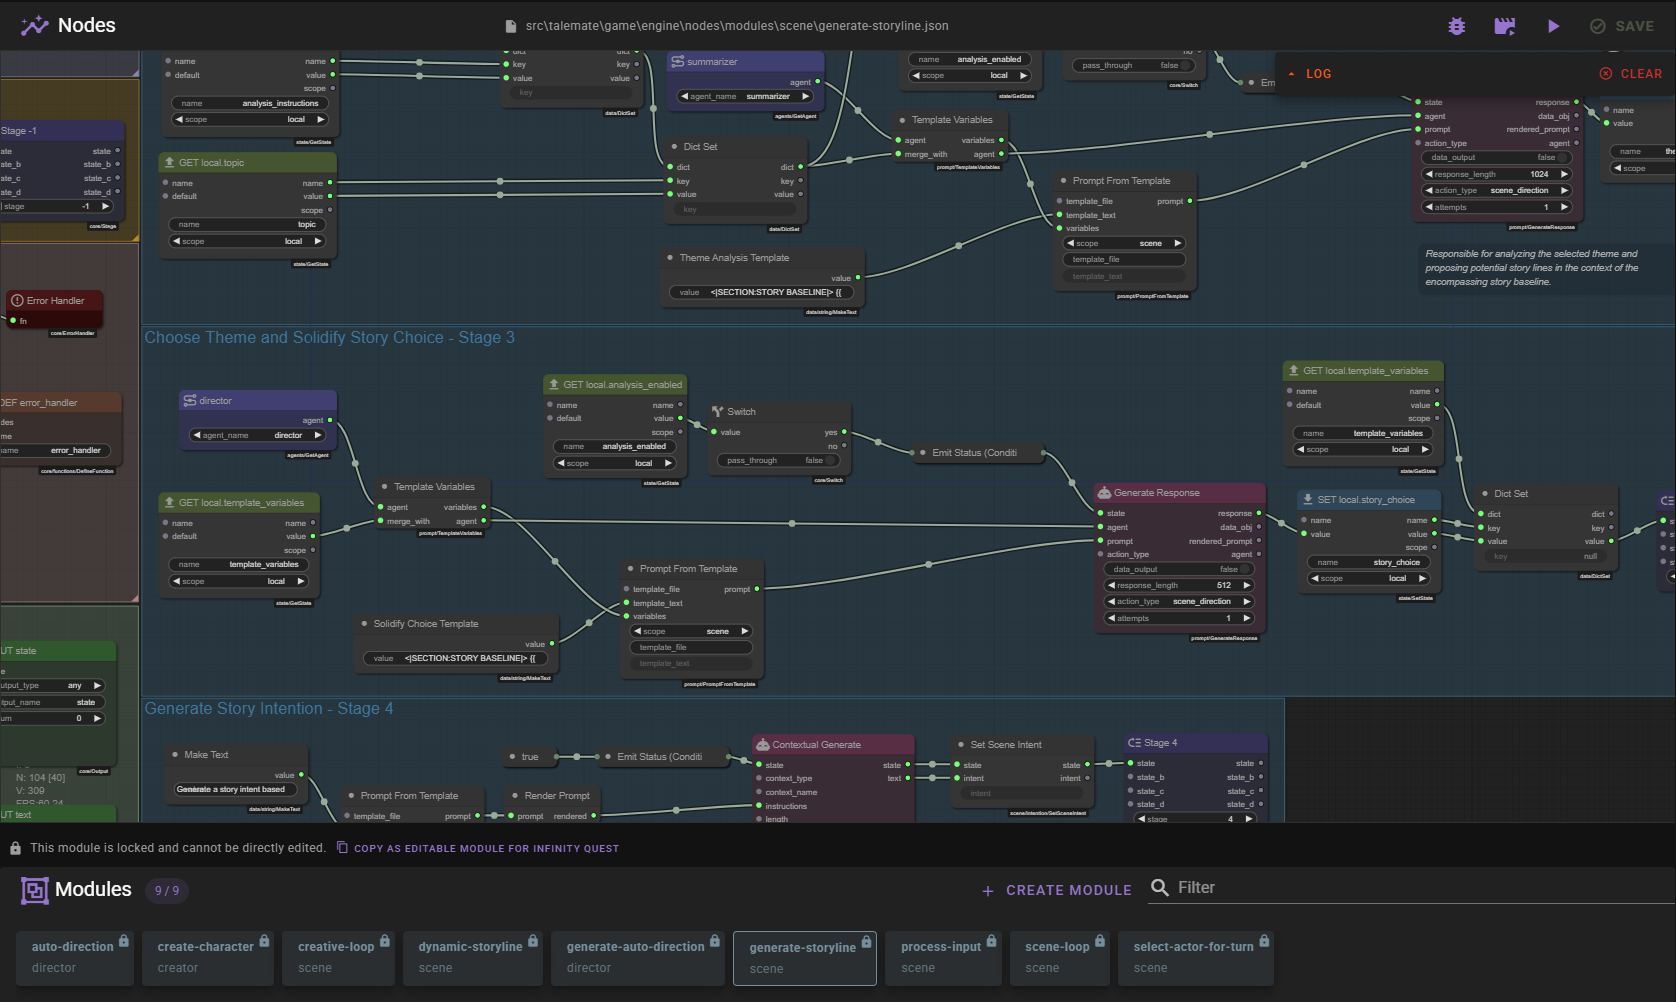 Nodes
src\talemate\game\engine\nodes\modules\scene\generate-storyline.json
SAVE
LOG
CLEAR
name name
default value
scope
name analysis_instructions
scope local
state/GetState
key key
value value
key
data/DictSet
summarizer
agent
agent_name summarizer
agents/GetAgent
name analysis_enabled
scope local
state/GetState
pass_through false
core/Switch
Stage -1
state
state_b
state_c
state_d
stage -1
core/Stage
GET local.topic
name name
default value
scope
name topic
scope local
state/GetState
Dict Set
dict dict
key key
value value
key
data/DictSet
Template Variables
agent variables
merge_with agent
prompt/TemplateVariables
Prompt From Template
template_file prompt
template_text
variables
scope scene
template_file
template_text
prompt/PromptFromTemplate
Theme Analysis Template
value
value <|SECTION:STORY BASELINE|> {{
data/string/MakeText
state response
agent data_obj
prompt rendered_prompt
action_type agent
data_output false
response_length 1024
action_type scene_direction
attempts 1
prompt/GenerateResponse
name
value
name
scope
Responsible for analyzing the selected theme and
proposing potential story lines in the context of the
encompassing story baseline.
Error Handler
fn
core/ErrorHandler
DEF error_handler
error_handler
core/functions/DefineFunction
Choose Theme and Solidify Story Choice - Stage 3
director
agent
agent_name director
agents/GetAgent
GET local.analysis_enabled
name name
default value
scope
name analysis_enabled
scope local
state/GetState
Switch
value yes
no
pass_through false
core/Switch
Emit Status (Conditi
GET local.template_variables
name name
default value
scope
name template_variables
scope local
state/GetState
Template Variables
agent variables
merge_with agent
prompt/TemplateVariables
GET local.template_variables
name name
default value
scope
name template_variables
scope local
state/GetState
Generate Response
state response
agent data_obj
prompt rendered_prompt
action_type agent
data_output false
response_length 512
action_type scene_direction
attempts 1
prompt/GenerateResponse
SET local.story_choice
name name
value value
scope
name story_choice
scope local
state/SetState
Dict Set
dict dict
key key
value value
key null
data/DictSet
Prompt From Template
template_file prompt
template_text
variables
scope scene
template_file
template_text
prompt/PromptFromTemplate
Solidify Choice Template
value
value <|SECTION:STORY BASELINE|> {{
data/string/MakeText
UT state
any
state
0
core/Output
N: 104 [40]
V: 309
FPS:60.24
UT text
Generate Story Intention - Stage 4
Make Text
value
Generate a story intent based
data/string/MakeText
true
Emit Status (Conditi
Prompt From Template
template_file prompt
Render Prompt
prompt rendered
Contextual Generate
state state
context_type text
context_name
instructions
length
Set Scene Intent
state state
intent intent
intent
scene/intention/SetSceneIntent
Stage 4
state state
state_b state_b
state_c state_c
state_d state_d
stage 4
This module is locked and cannot be directly edited.
COPY AS EDITABLE MODULE FOR INFINITY QUEST
Modules
9 / 9
+ CREATE MODULE
Filter
auto-direction
director
create-character
creator
creative-loop
scene
dynamic-storyline
scene
generate-auto-direction
director
generate-storyline
scene
process-input
scene
scene-loop
scene
select-actor-for-turn
scene